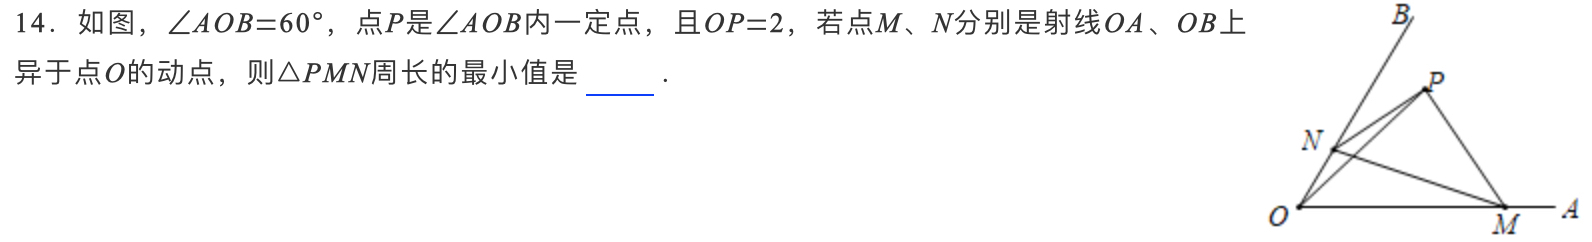 14. 如图，∠AOB=60°，点P是∠AOB内一定点，且OP=2，若点M、N分别是射线OA、OB上
异于点O的动点，则△PMN周长的最小值是 ____ .
B
P
N
O
M
A